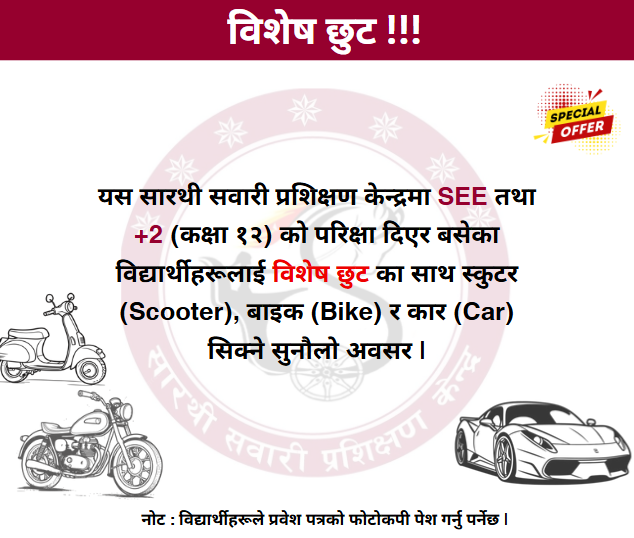 विशेष छुट !!!
SPECIAL
OFFER
यस सारथी सवारी प्रशिक्षण केन्द्रमा SEE तथा
+2 (कक्षा १२) को परिक्षा दिएर बसेका
विद्यार्थीहरूलाई विशेष छुट का साथ स्कुटर
(Scooter), बाइक (Bike) र कार (Car)
सिक्ने सुनौलो अवसर |
सारथी सवारी प्रशिक्षण केन्द्र
नोट : विद्यार्थीहरूले प्रवेश पत्रको फोटोकपी पेश गर्नु पर्नेछ |